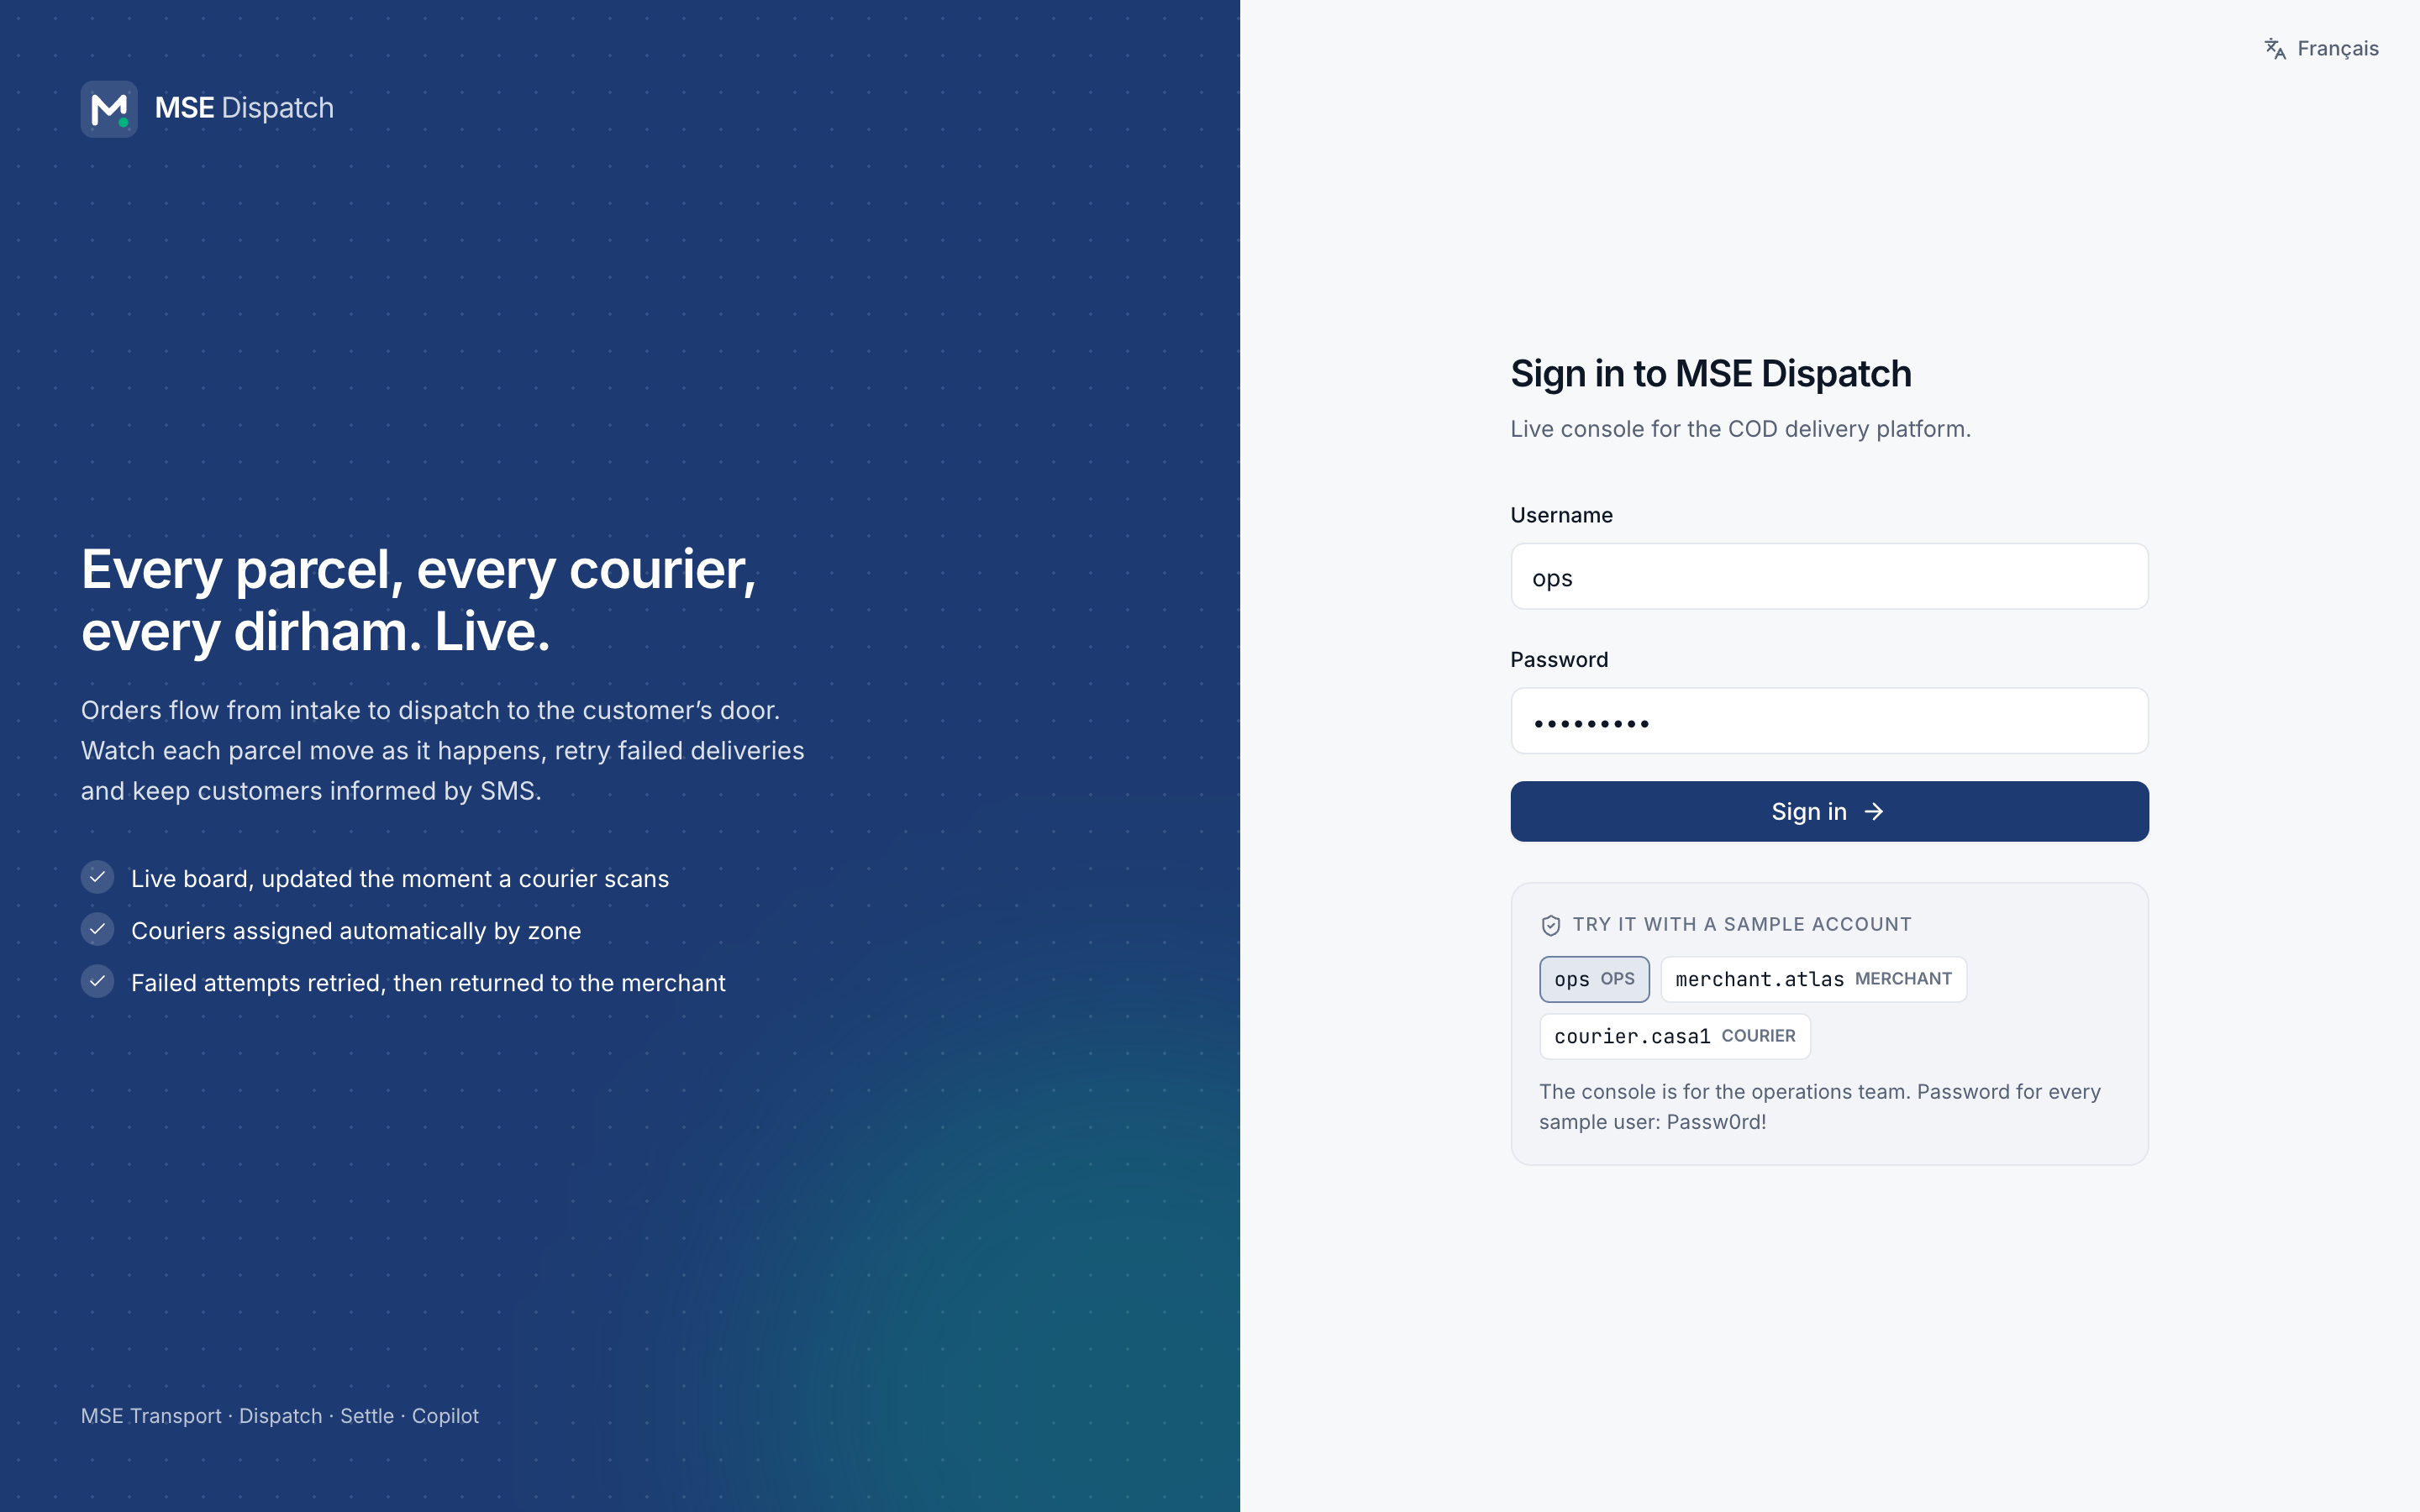 MSE Dispatch
Every parcel, every courier,
every dirham. Live.
Orders flow from intake to dispatch to the customer’s door.
Watch each parcel move as it happens, retry failed deliveries
and keep customers informed by SMS.
Live board, updated the moment a courier scans
Couriers assigned automatically by zone
Failed attempts retried, then returned to the merchant
MSE Transport · Dispatch · Settle · Copilot
Français
Sign in to MSE Dispatch
Live console for the COD delivery platform.
Username
ops
Password
•••••••••
Sign in →
TRY IT WITH A SAMPLE ACCOUNT
ops OPS merchant.atlas MERCHANT
courier.casa1 COURIER
The console is for the operations team. Password for every
sample user: Passw0rd!